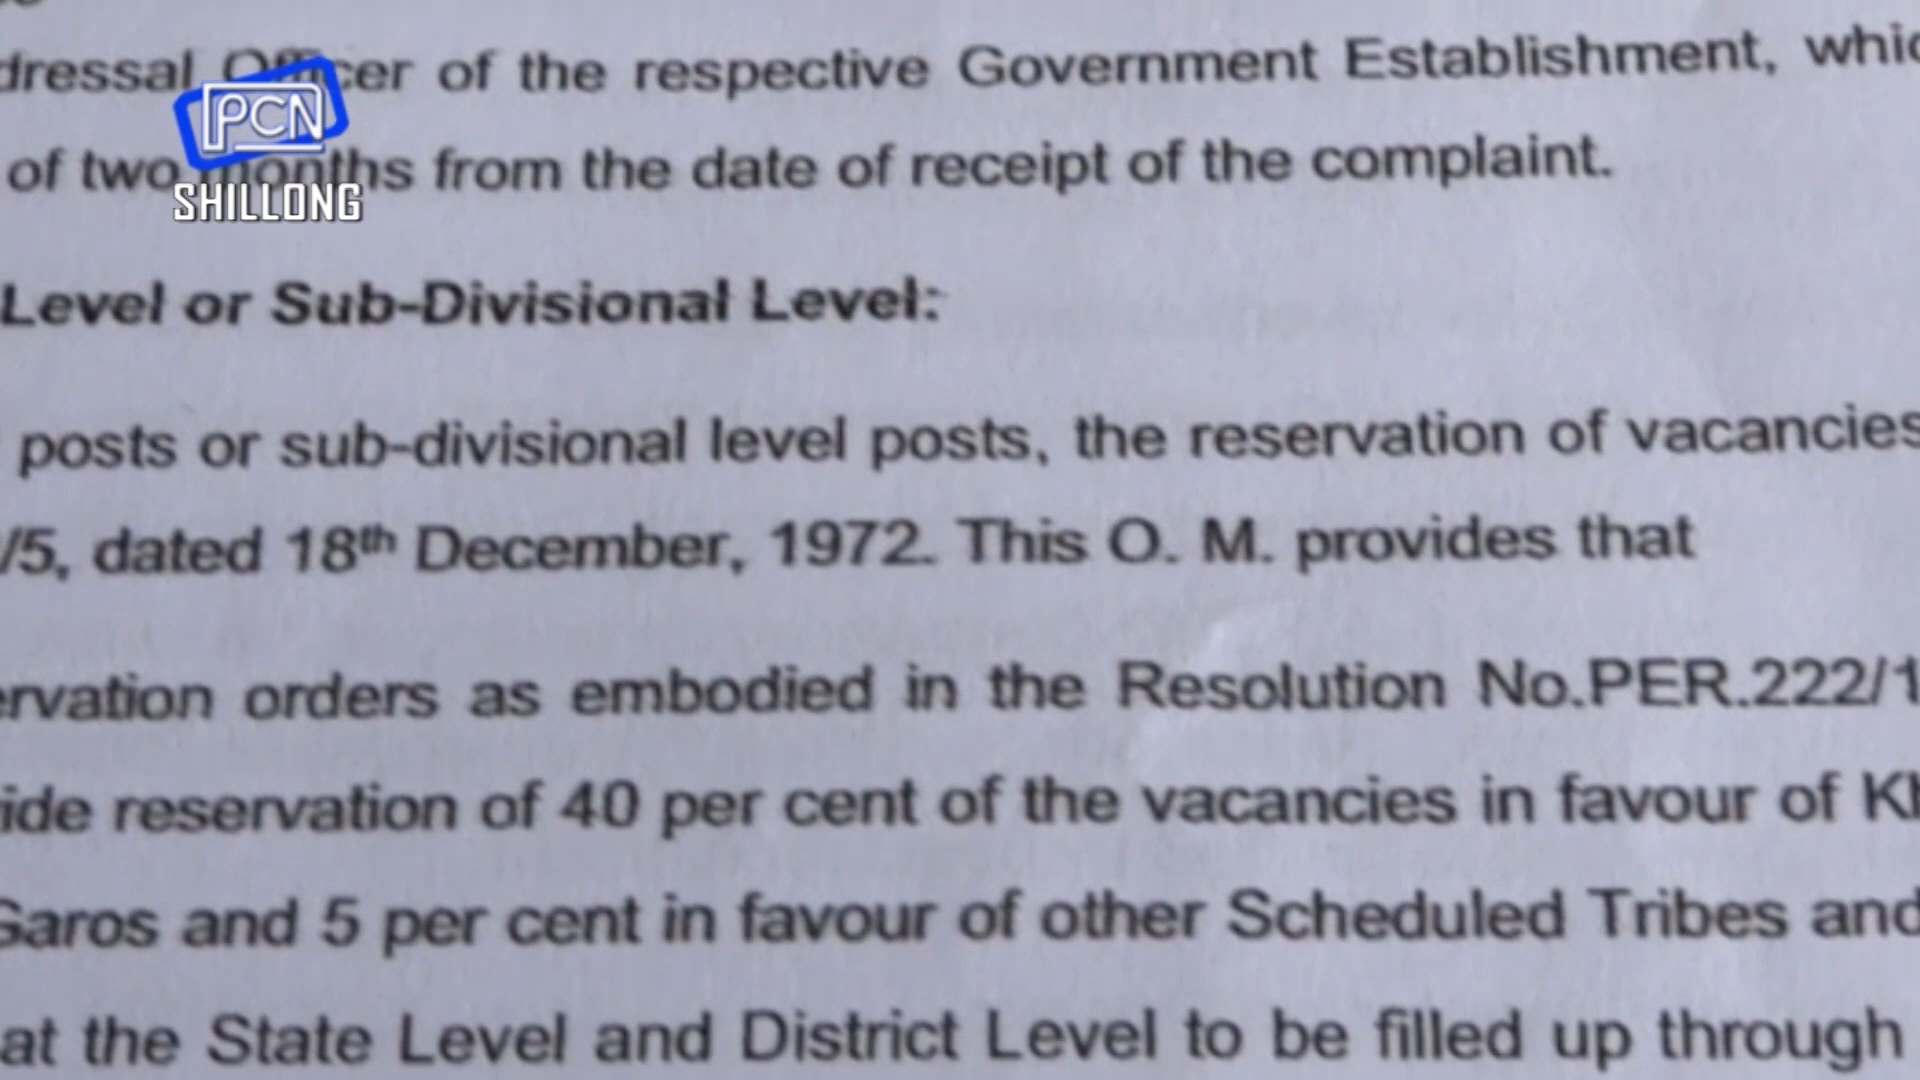 dressal Officer of the respective Government Establishment, whic
of two months from the date of receipt of the complaint.
PCN
SHILLONG
Level or Sub-Divisional Level:
posts or sub-divisional level posts, the reservation of vacancies
/5, dated 18th December, 1972. This O. M. provides that
ervation orders as embodied in the Resolution No.PER.222/1
ide reservation of 40 per cent of the vacancies in favour of Kh
Garos and 5 per cent in favour of other Scheduled Tribes and
at the State Level and District Level to be filled up through